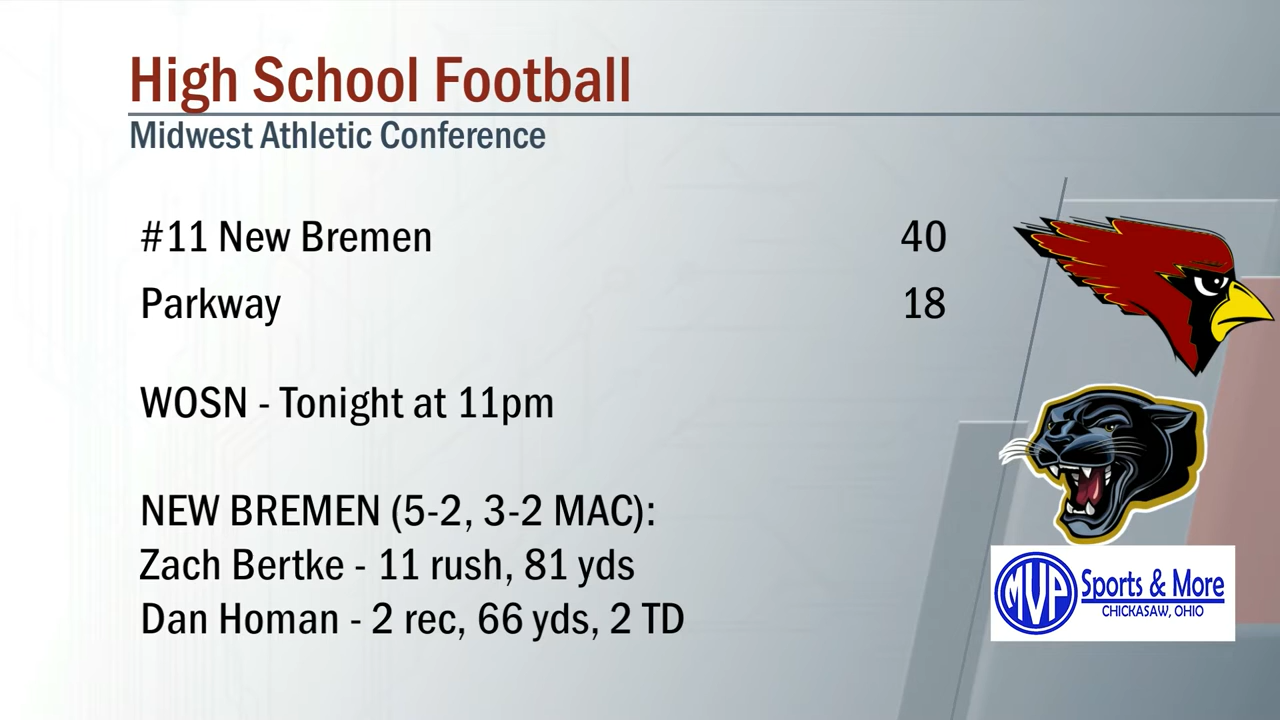 High School Football
Midwest Athletic Conference
#11 New Bremen 40
Parkway 18
WOSN - Tonight at 11pm
NEW BREMEN (5-2, 3-2 MAC):
Zach Bertke - 11 rush, 81 yds
Dan Homan - 2 rec, 66 yds, 2 TD
MVP Sports & More
CHICKASAW, OHIO